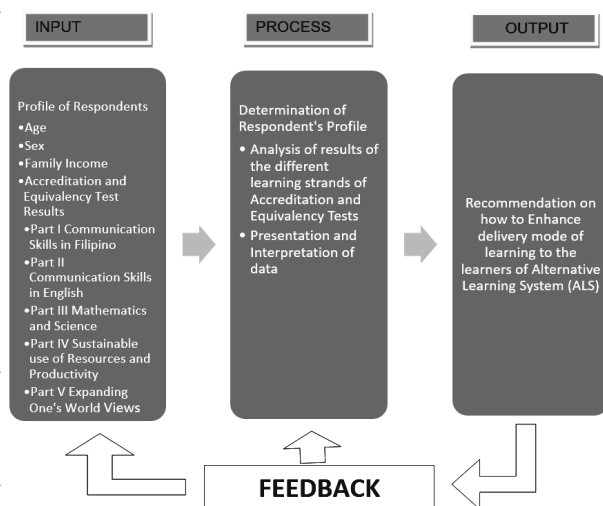 INPUT
PROCESS
OUTPUT
Profile of Respondents
•Age
•Sex
•Family Income
•Accreditation and
Equivalency Test
Results
•Part I Communication
Skills in Filipino
•Part II
Communication Skills
in English
•Part III Mathematics
and Science
•Part IV Sustainable
use of Resources and
Productivity
•Part V Expanding
One's World Views
Determination of
Respondent's Profile
• Analysis of results of
the different
learning strands of
Accreditation and
Equivalency Tests
• Presentation and
Interpretation of
data
Recommendation on
how to Enhance
delivery mode of
learning to the
learners of Alternative
Learning System (ALS)
FEEDBACK